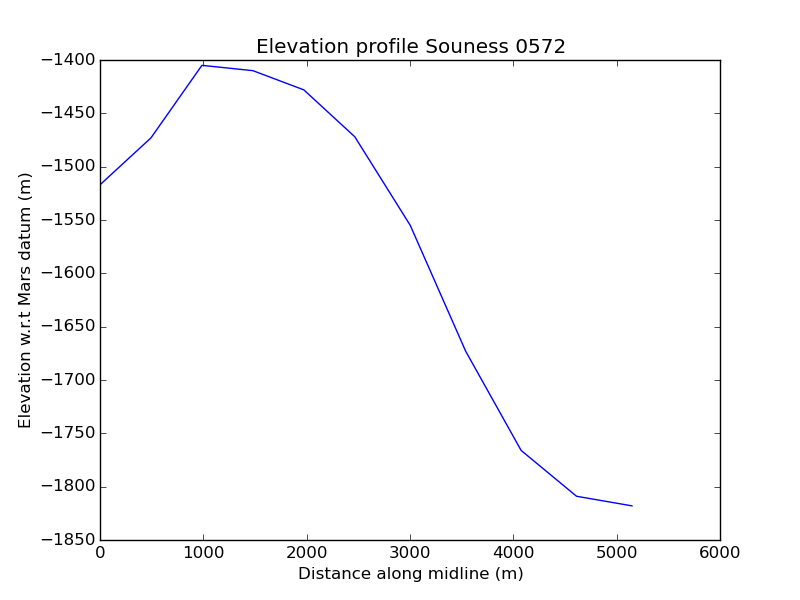 Elevation profile Souness 0572
−1400
−1450
−1500
−1550
−1600
−1650
−1700
−1750
−1800
−1850
Elevation w.r.t Mars datum (m)
0 1000 2000 3000 4000 5000 6000
Distance along midline (m)